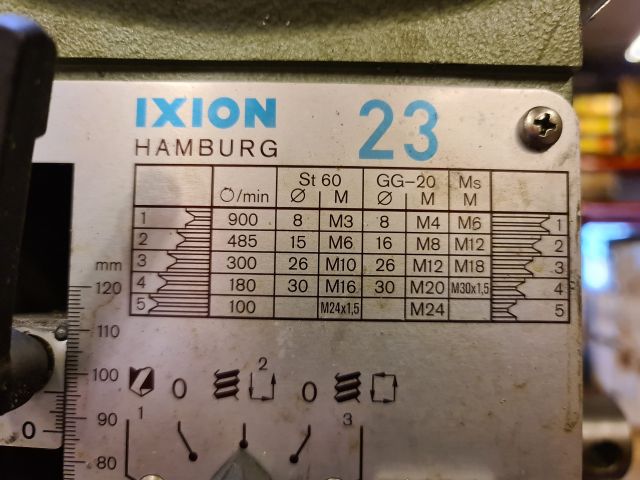 IXION 23
HAMBURG
St 60 GG-20 Ms
/min Ø M Ø M M
1 900 8 M3 8 M4 M6 1
2 485 15 M6 16 M8 M12 2
3 300 26 M10 26 M12 M18 3
4 180 30 M16 30 M20 M30x1,5 4
5 100 M24x1,5 M24 5
mm
120
110
100
90
80
0 2 0
1 3
0